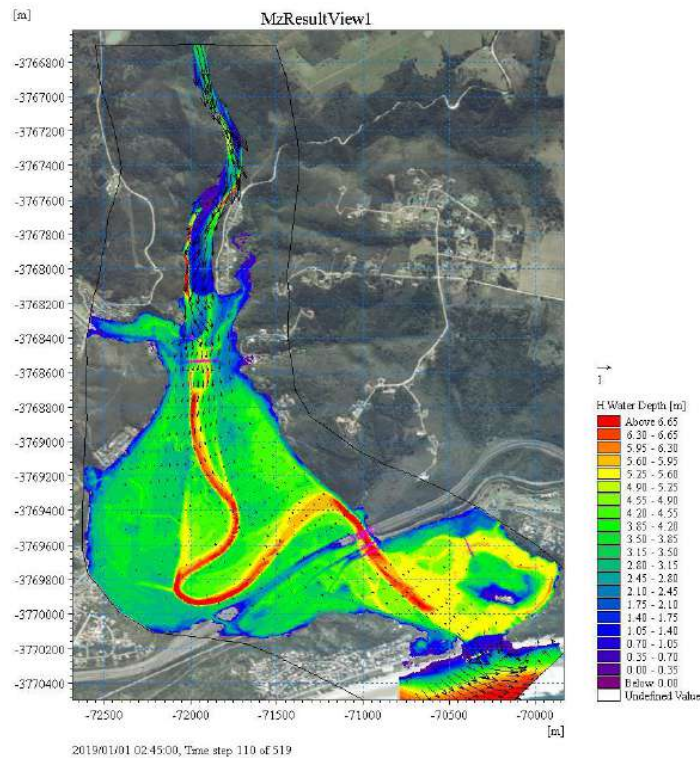 MzResultView1
[m]
-3766800
-3767000
-3767200
-3767400
-3767600
-3767800
-3768000
-3768200
-3768400
-3768600
-3768800
-3769000
-3769200
-3769400
-3769600
-3769800
-3770000
-3770200
-3770400
-72500
-72000
-71500
-71000
-70500
-70000
[m]
1
H Water Depth [m]
Above 6.65
6.30 - 6.65
5.95 - 6.30
5.60 - 5.95
5.25 - 5.60
4.90 - 5.25
4.55 - 4.90
4.20 - 4.55
3.85 - 4.20
3.50 - 3.85
3.15 - 3.50
2.80 - 3.15
2.45 - 2.80
2.10 - 2.45
1.75 - 2.10
1.40 - 1.75
1.05 - 1.40
0.70 - 1.05
0.35 - 0.70
0.00 - 0.35
Below 0.00
Undefined Value
2019/01/01 02:45:00, Time step 110 of 519